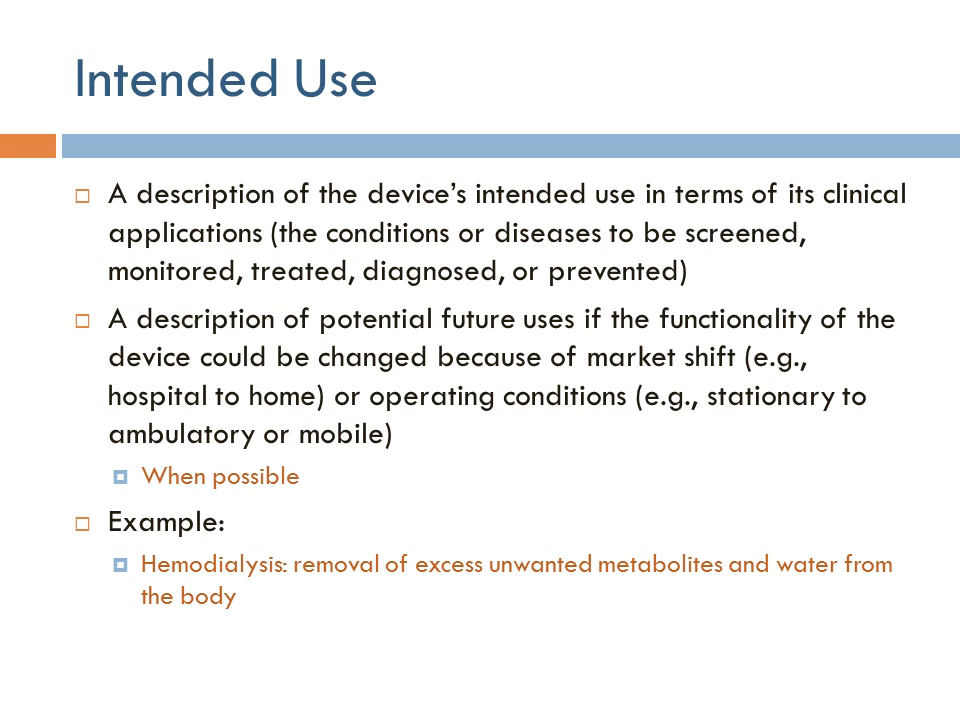 Intended Use
A description of the device’s intended use in terms of its clinical
applications (the conditions or diseases to be screened,
monitored, treated, diagnosed, or prevented)
A description of potential future uses if the functionality of the
device could be changed because of market shift (e.g.,
hospital to home) or operating conditions (e.g., stationary to
ambulatory or mobile)
When possible
Example:
Hemodialysis: removal of excess unwanted metabolites and water from
the body